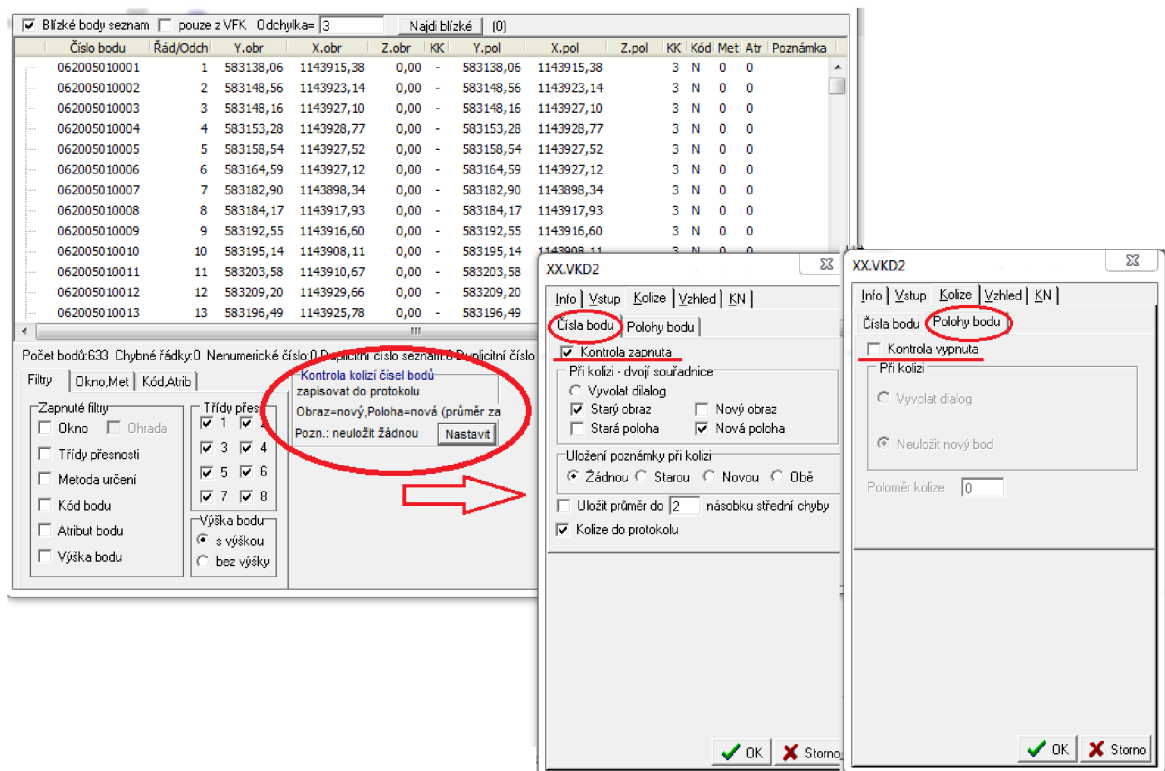 Blízké body seznam pouze z VFK Odchylka= 3 Najdi blízké (0)
Číslo bodu Řád/Odch Y.obr X.obr Z.obr KK Y.pol X.pol Z.pol KK Kód Met Atr Poznámka
062005010001 1 583138,06 1143915,38 0,00 - 583138,06 1143915,38 3 N 0 0
062005010002 2 583148,56 1143923,14 0,00 - 583148,56 1143923,14 3 N 0 0
062005010003 3 583148,16 1143927,10 0,00 - 583148,16 1143927,10 3 N 0 0
062005010004 4 583153,28 1143928,77 0,00 - 583153,28 1143928,77 3 N 0 0
062005010005 5 583158,54 1143927,52 0,00 - 583158,54 1143927,52 3 N 0 0
062005010006 6 583164,59 1143927,12 0,00 - 583164,59 1143927,12 3 N 0 0
062005010007 7 583182,90 1143898,34 0,00 - 583182,90 1143898,34 3 N 0 0
062005010008 8 583184,17 1143917,93 0,00 - 583184,17 1143917,93 3 N 0 0
062005010009 9 583192,55 1143916,60 0,00 - 583192,55 1143916,60 3 N 0 0
062005010010 10 583195,14 1143908,11 0,00 - 583195,14 1143908,11 3 N 0 0
062005010011 11 583203,58 1143910,67 0,00 - 583203,58
062005010012 12 583209,20 1143929,66 0,00 - 583209,20
062005010013 13 583196,49 1143925,78 0,00 - 583196,49
Počet bodů:633 Chybné řádky:0 Nenumerické číslo:0 Duplicitní číslo seznam: Duplicitní číslo
Filtry Okno,Met Kód,Atrib
Zapnuté filtry
Okno Ohrada
Třídy přesnosti
Metoda určení
Kód bodu
Atribut bodu
Výška bodu
Třídy přes
1 2
3 4
5 6
7 8
Výška bodu
s výškou
bez výšky
Kontrola kolizí čísel bodů
zapisovat do protokolu
Obraz=nový,Poloha=nová (průměr za
Pozn.: neuložit žádnou Nastavit
XX.VKD2
Info Vstup Kolize Vzhled KN
Čísla bodu Polohy bodu
Kontrola zapnuta
Při kolizi - dvojí souřadnice
Vyvolat dilalog
Starý obraz Nový obraz
Stará poloha Nová poloha
Uložení poznámky při kolizi
Žádnou Starou Novou Obě
Uložit průměr do 2 násobku střední chyby
Kolize do protokolu
OK Storno
XX.VKD2
Info Vstup Kolize Vzhled KN
Čísla bodu Polohy bodu
Kontrola vypnuta
Při kolizi
Vyvolat dialog
Neuložit nový bod
Poloměr kolize 0
OK Storno